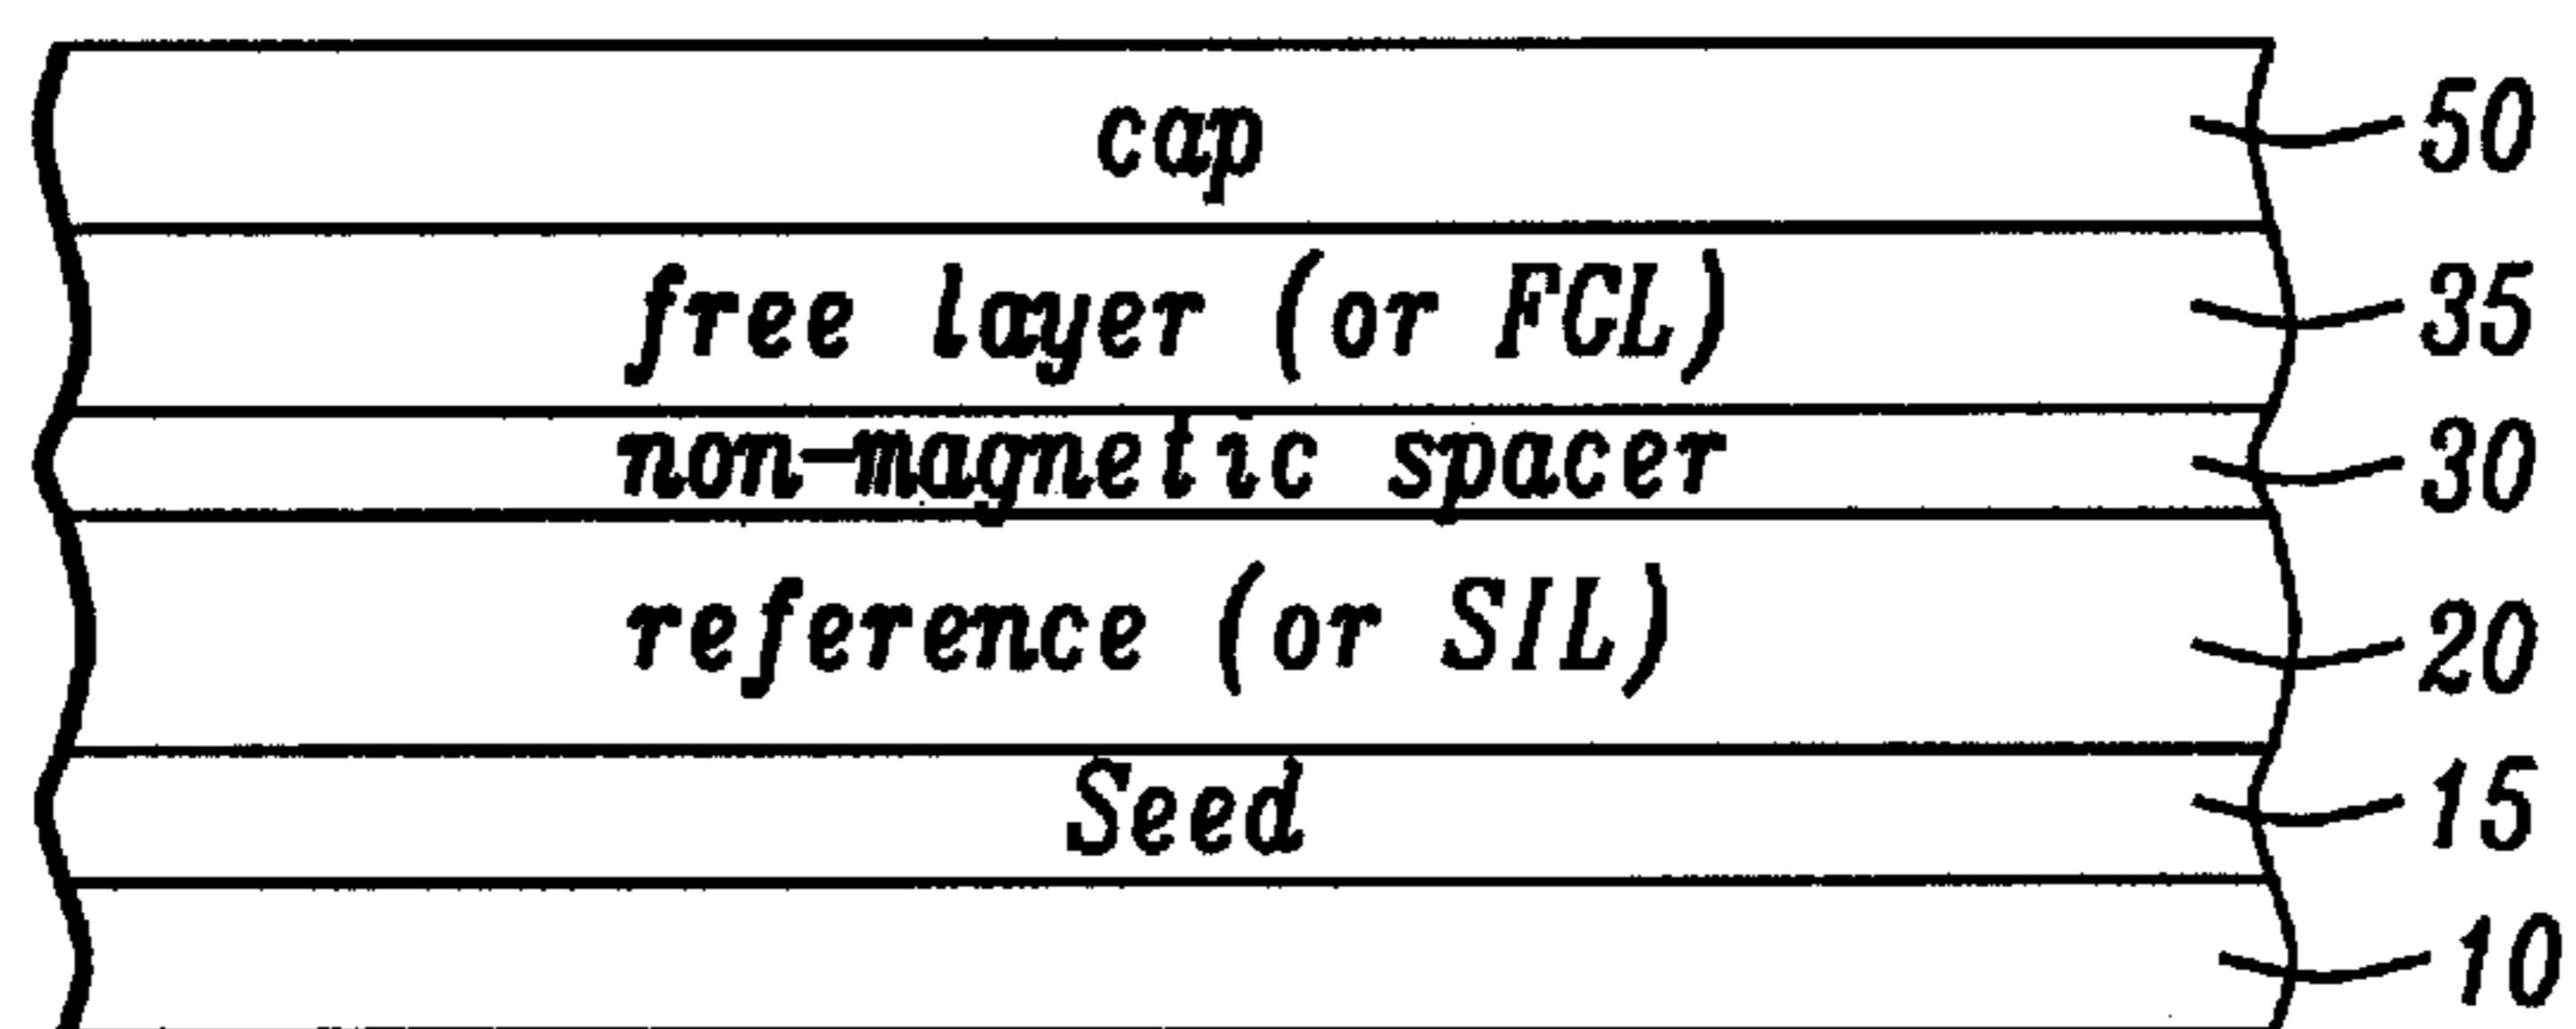 cap 50
free layer (or FGL) 35
non-magnetic spacer 30
reference (or SIL) 20
Seed 15
10